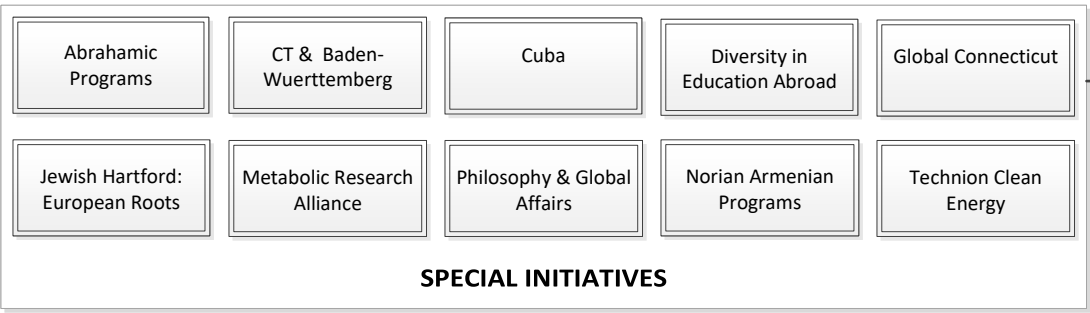 Abrahamic
Programs
CT & Baden-
Wuerttemberg
Cuba
Diversity in
Education Abroad
Global Connecticut
Jewish Hartford:
European Roots
Metabolic Research
Alliance
Philosophy & Global
Affairs
Norian Armenian
Programs
Technion Clean
Energy
SPECIAL INITIATIVES